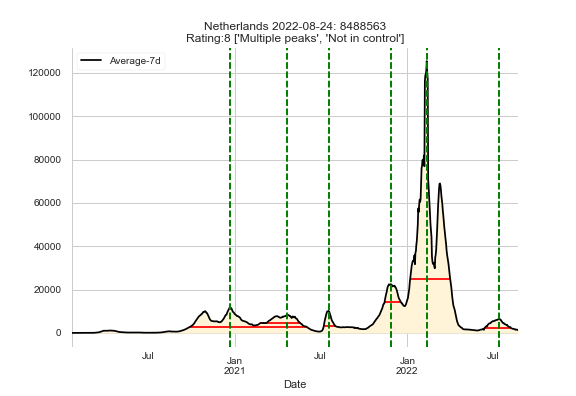 Netherlands 2022-08-24: 8488563
Rating:8 ['Multiple peaks', 'Not in control']
Average-7d
120000
100000
80000
60000
40000
20000
0
Jul
Jan
2021
Jul
Jan
2022
Jul
Date